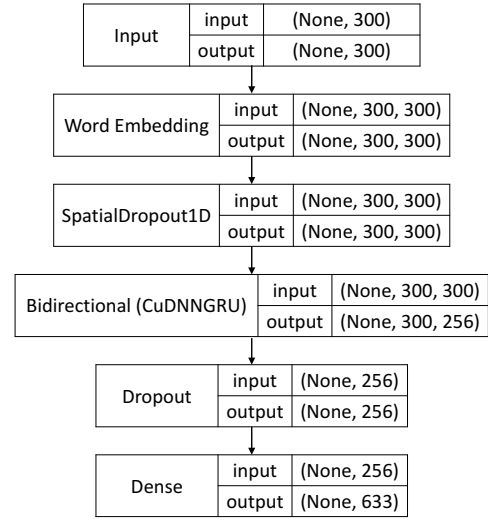 Input input (None, 300)
output (None, 300)
Word Embedding input (None, 300, 300)
output (None, 300, 300)
SpatialDropout1D input (None, 300, 300)
output (None, 300, 300)
Bidirectional (CuDNNGRU) input (None, 300, 300)
output (None, 300, 256)
Dropout input (None, 256)
output (None, 256)
Dense input (None, 256)
output (None, 633)